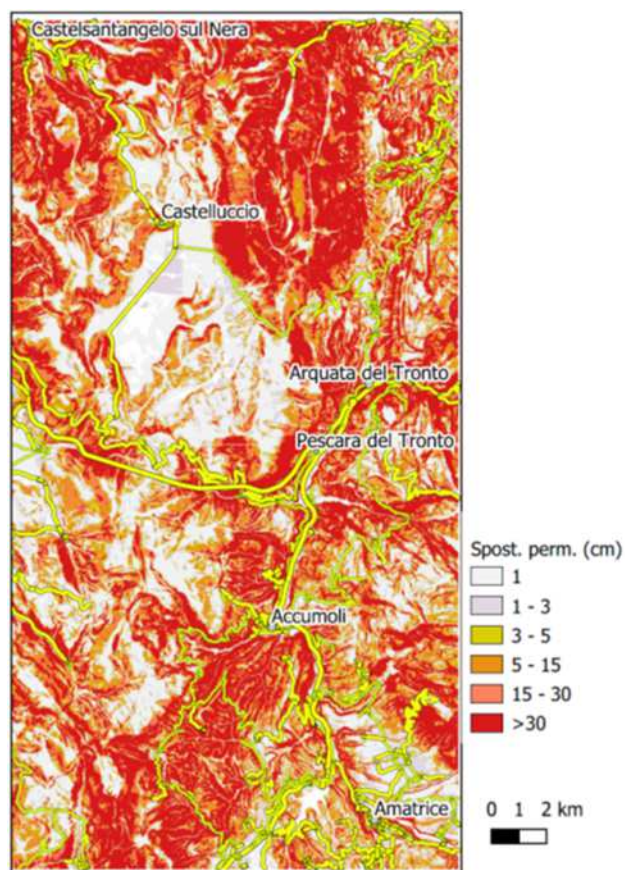 Castelsantangelo sul Nera
Castelluccio
Arquata del Tronto
Pescara del Tronto
Accumoli
Amatrice
Spost. perm. (cm)
1
1 - 3
3 - 5
5 - 15
15 - 30
>30
0 1 2 km